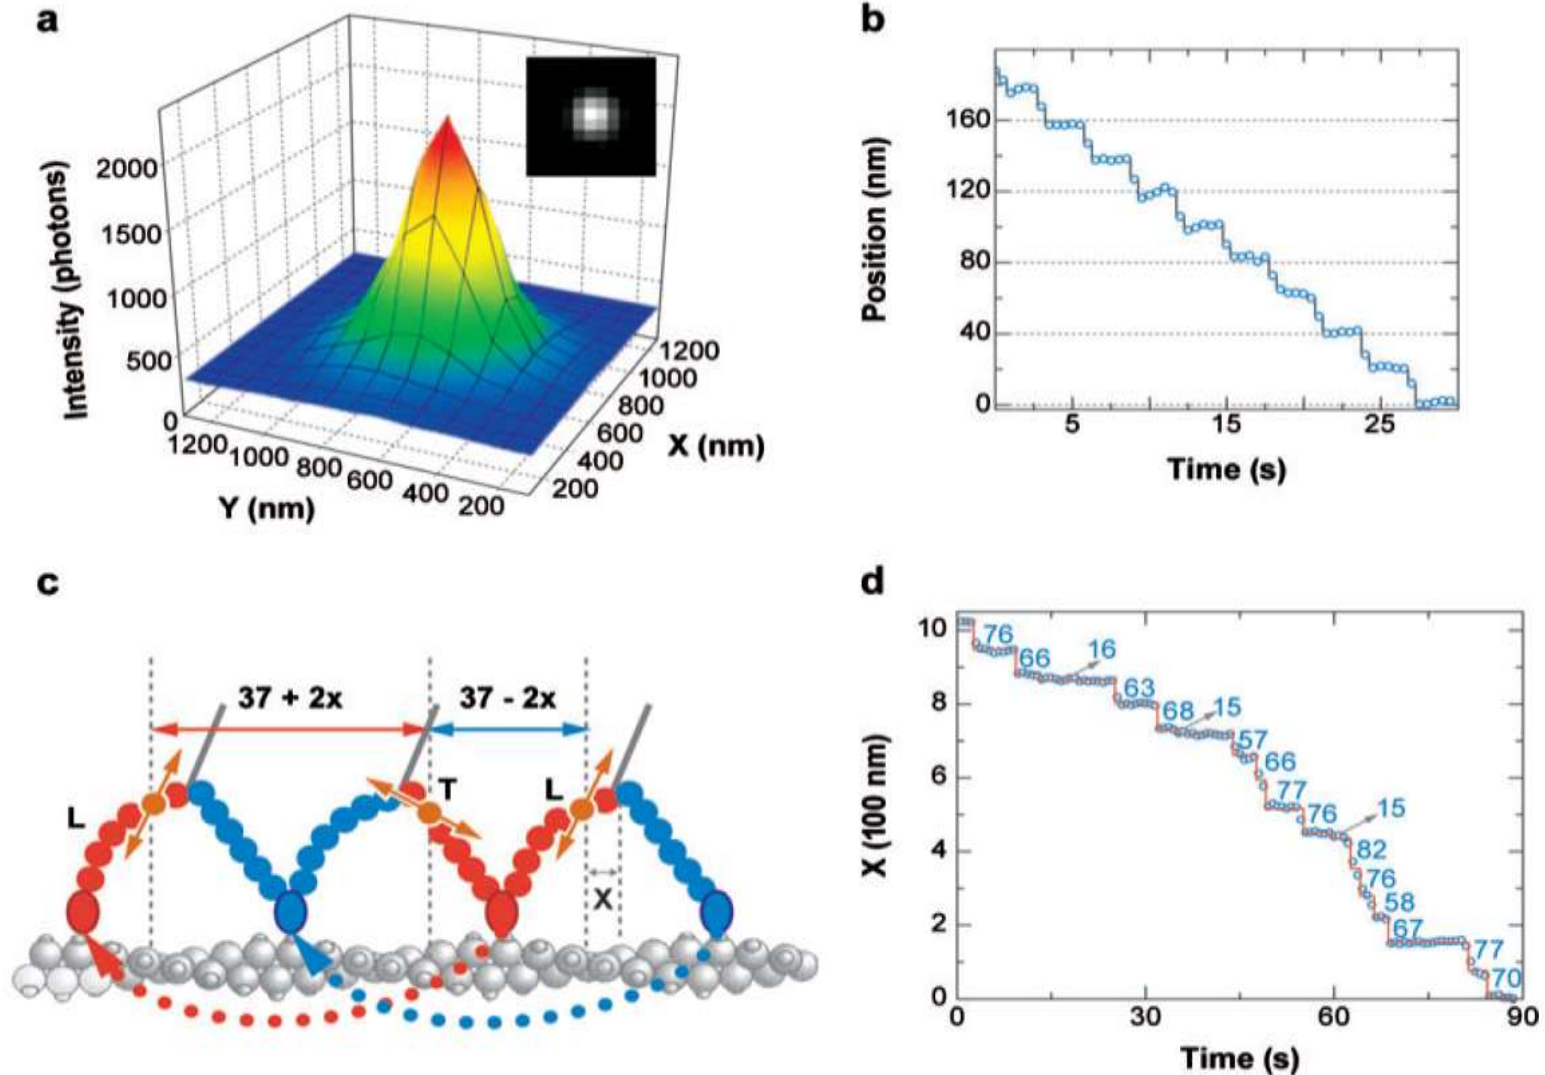 a
Intensity (photons)
2000
1500
1000
500
0
1200 1000 800 600 400 200
Y (nm)
1200
1000
800
600
400
200
X (nm)
b
Position (nm)
160
120
80
40
0
5 15 25
Time (s)
c
37 + 2x 37 - 2x
L T L
X
d
X (100 nm)
10
8
6
4
2
0
76
66
16
63
68
15
57
66
77
76
15
82
76
58
67
77
70
0 30 60 90
Time (s)